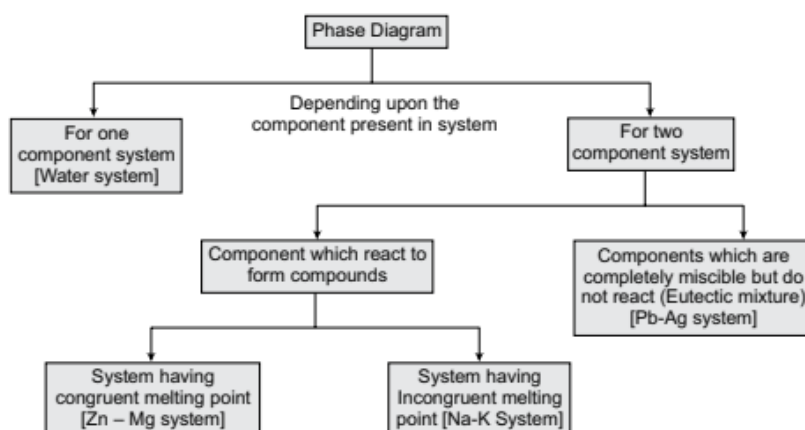 Phase Diagram
Depending upon the
component present in system
For one
component system
[Water system]
For two
component system
Component which react to
form compounds
Components which are
completely miscible but do
not react (Eutectic mixture)
[Pb-Ag system]
System having
congruent melting point
[Zn – Mg system]
System having
Incongruent melting
point [Na-K System]